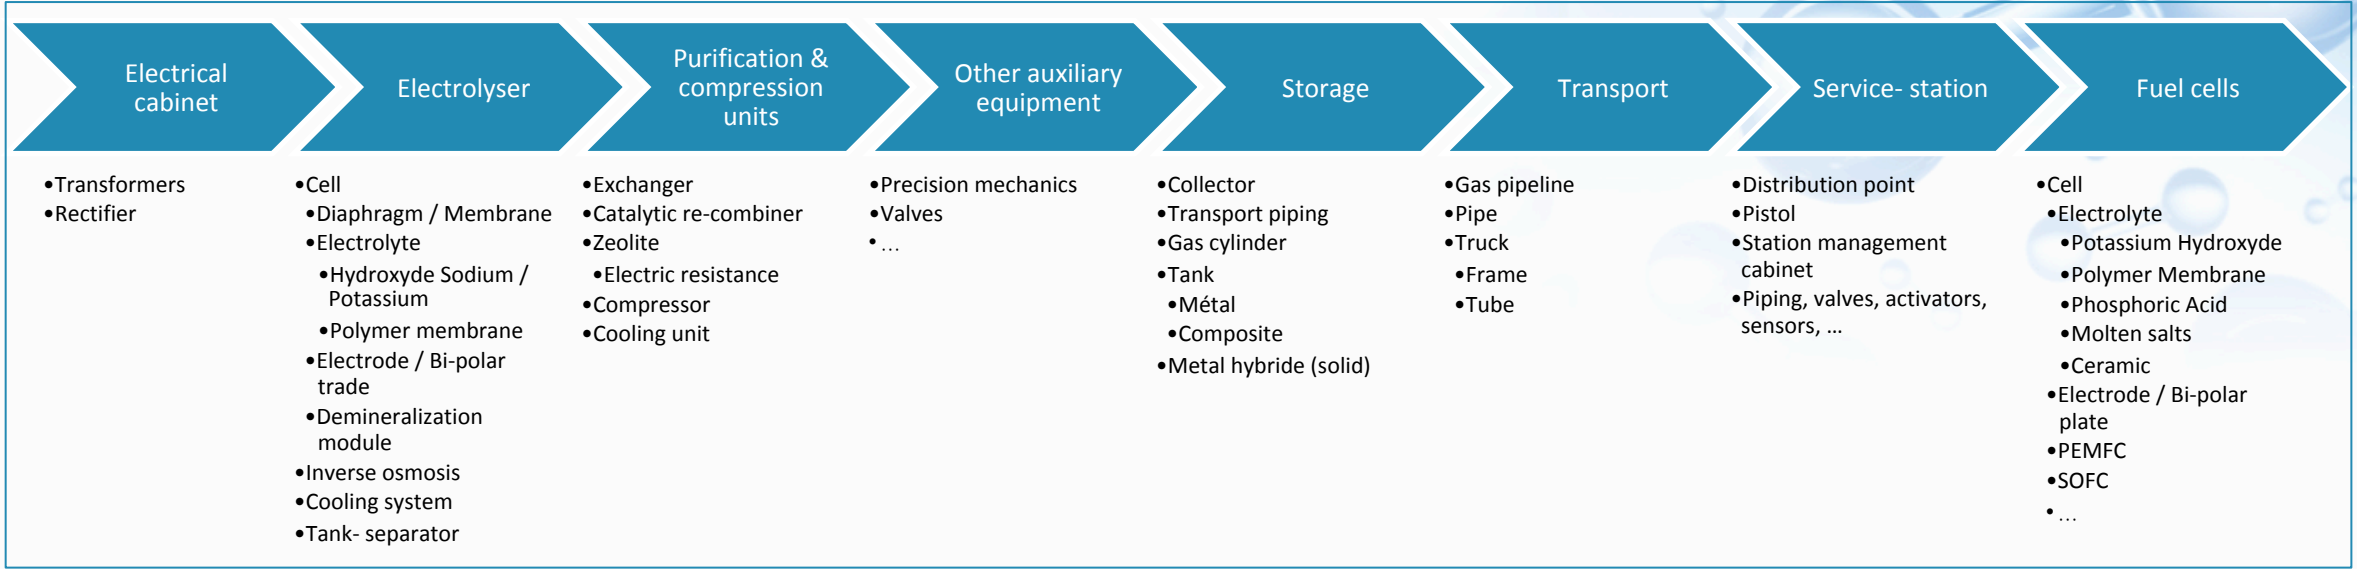 Electrical
cabinet
Electrolyser
Purification &
compression
units
Other auxiliary
equipment
Storage
Transport
Service- station
Fuel cells
•Transformers
•Rectifier
•Cell
•Diaphragm / Membrane
•Electrolyte
•Hydroxyde Sodium /
Potassium
•Polymer membrane
•Electrode / Bi-polar
trade
•Demineralization
module
•Inverse osmosis
•Cooling system
•Tank- separator
•Exchanger
•Catalytic re-combiner
•Zeolite
•Electric resistance
•Compressor
•Cooling unit
•Precision mechanics
•Valves
•…
•Collector
•Transport piping
•Gas cylinder
•Tank
•Métal
•Composite
•Metal hybride (solid)
•Gas pipeline
•Pipe
•Truck
•Frame
•Tube
•Distribution point
•Pistol
•Station management
cabinet
•Piping, valves, activators,
sensors, …
•Cell
•Electrolyte
•Potassium Hydroxyde
•Polymer Membrane
•Phosphoric Acid
•Molten salts
•Ceramic
•Electrode / Bi-polar
plate
•PEMFC
•SOFC
•…